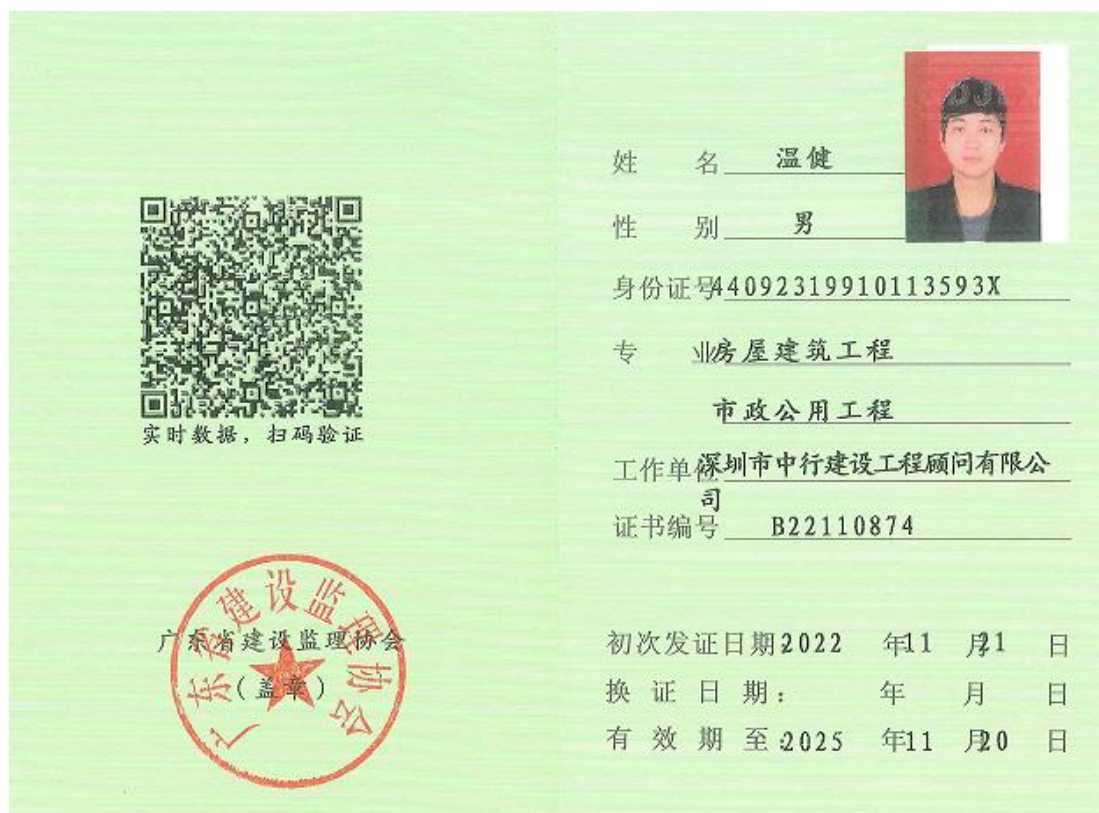 实时数据，扫码验证
广东省建设监理协会
(盖章)
广东省建设监理协会
姓 名 温健
性 别 男
身份证号 44092319910113593X
专 业 房屋建筑工程
市政公用工程
工作单位 深圳市中行建设工程顾问有限公
司
证书编号 B22110874
初次发证日期: 2022 年 11 月 21 日
换证日期: 年 月 日
有效期至: 2025 年 11 月 20 日